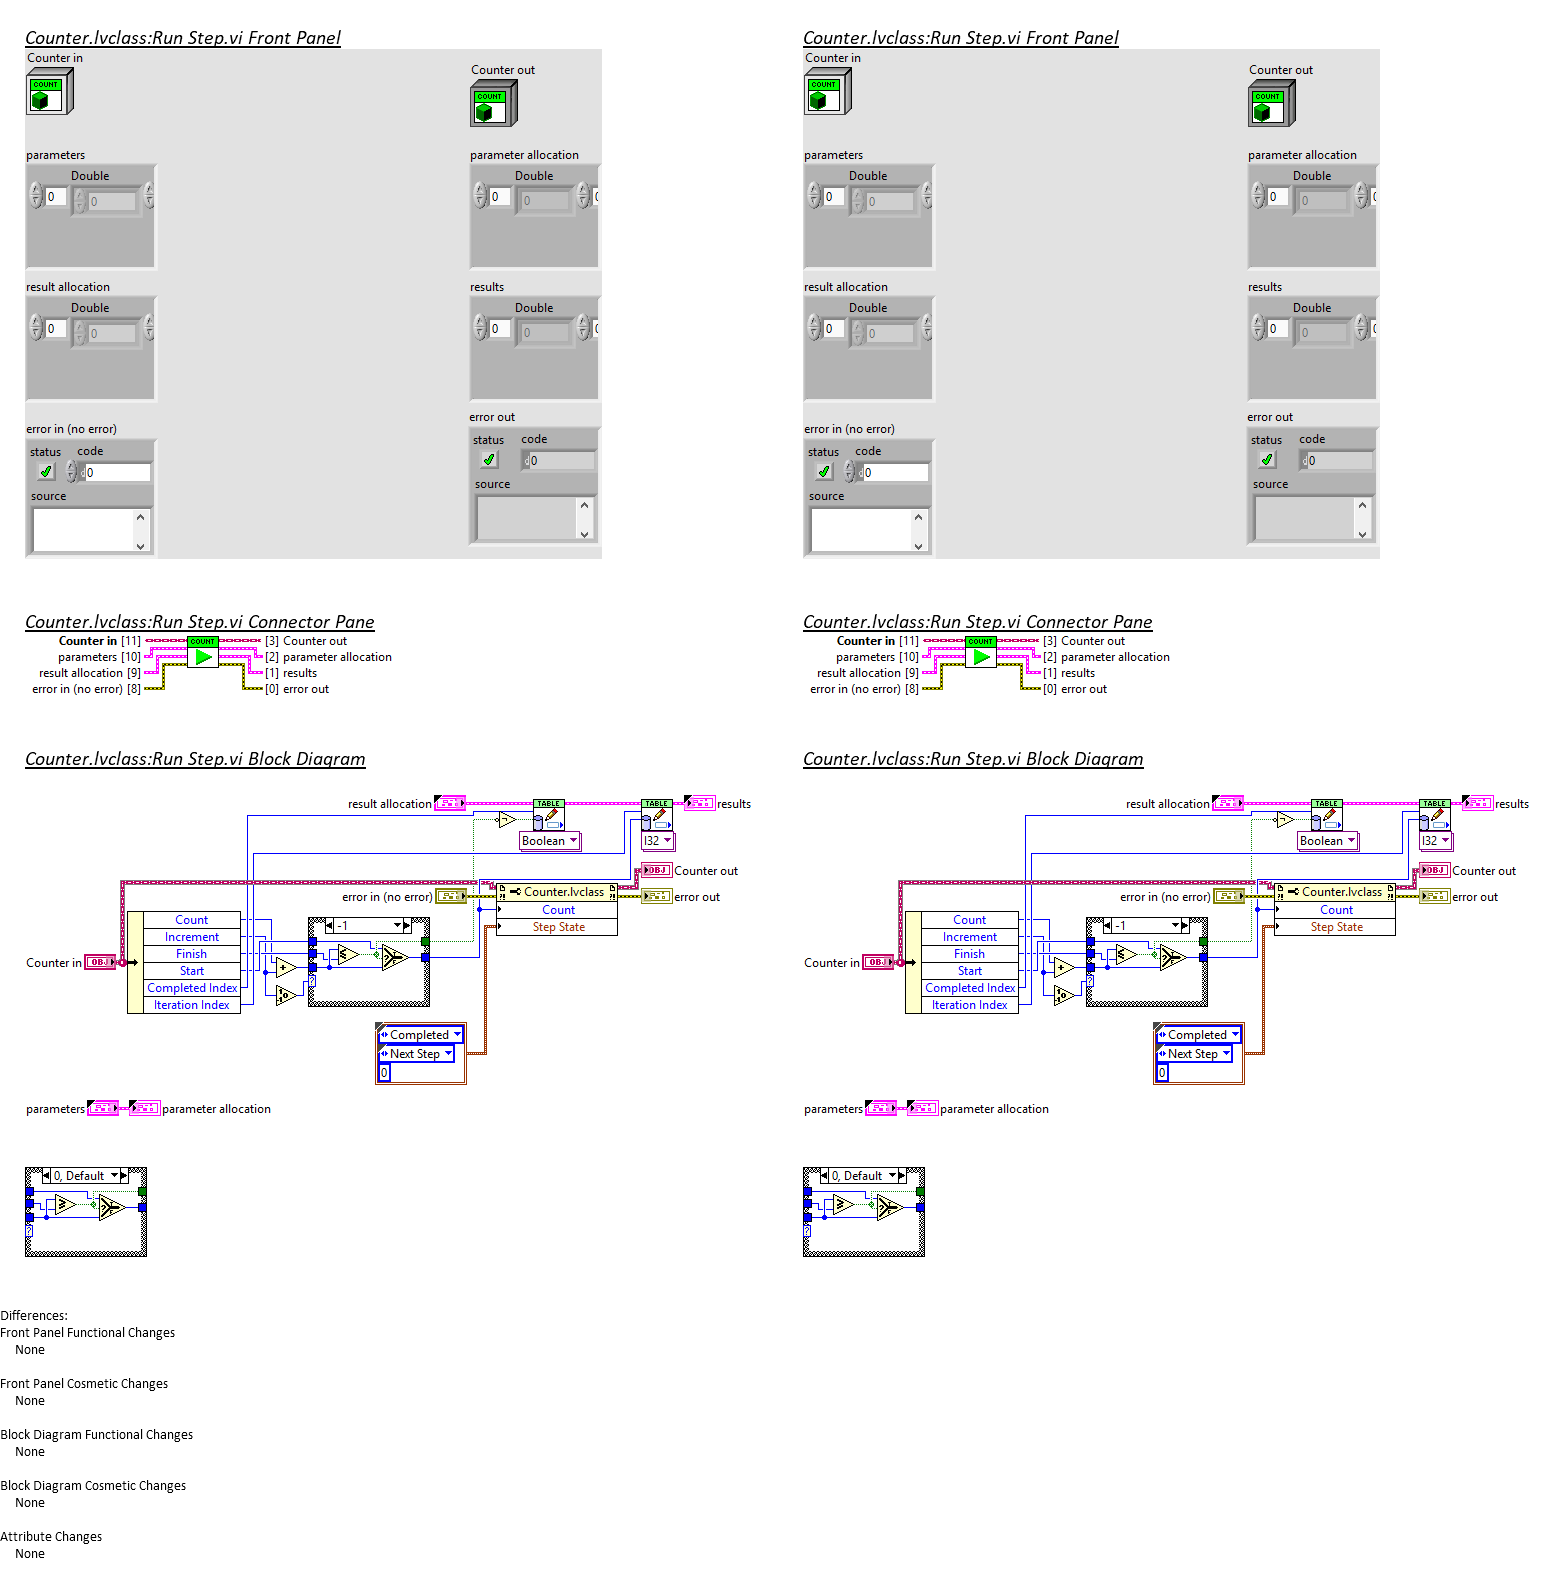 Counter.lvclass:Run Step.vi Front Panel
Counter in
COUNT
Counter out
COUNT
parameters
Double
0
0
parameter allocation
Double
0
0
result allocation
Double
0
0
results
Double
0
0
error in (no error)
status
code
d0
source
error out
status
code
d0
source
Counter.lvclass:Run Step.vi Front Panel
Counter in
COUNT
Counter out
COUNT
parameters
Double
0
0
parameter allocation
Double
0
0
result allocation
Double
0
0
results
Double
0
0
error in (no error)
status
code
d0
source
error out
status
code
d0
source
Counter.lvclass:Run Step.vi Connector Pane
Counter in [11]
parameters [10]
result allocation [9]
error in (no error) [8]
COUNT
[3] Counter out
[2] parameter allocation
[1] results
[0] error out
Counter.lvclass:Run Step.vi Connector Pane
Counter in [11]
parameters [10]
result allocation [9]
error in (no error) [8]
COUNT
[3] Counter out
[2] parameter allocation
[1] results
[0] error out
Counter.lvclass:Run Step.vi Block Diagram
result allocation
TABLE
TABLE
results
Boolean
I32
OBJ
Counter out
error in (no error)
Counter.lvclass
error out
Count
Step State
Count
Increment
Finish
Start
Completed Index
Iteration Index
-1
Counter in
OBJ
Completed
Next Step
0
parameters
parameter allocation
0, Default
Counter.lvclass:Run Step.vi Block Diagram
result allocation
TABLE
TABLE
results
Boolean
I32
OBJ
Counter out
error in (no error)
Counter.lvclass
error out
Count
Step State
Count
Increment
Finish
Start
Completed Index
Iteration Index
-1
Counter in
OBJ
Completed
Next Step
0
parameters
parameter allocation
0, Default
Differences:
Front Panel Functional Changes
None
Front Panel Cosmetic Changes
None
Block Diagram Functional Changes
None
Block Diagram Cosmetic Changes
None
Attribute Changes
None